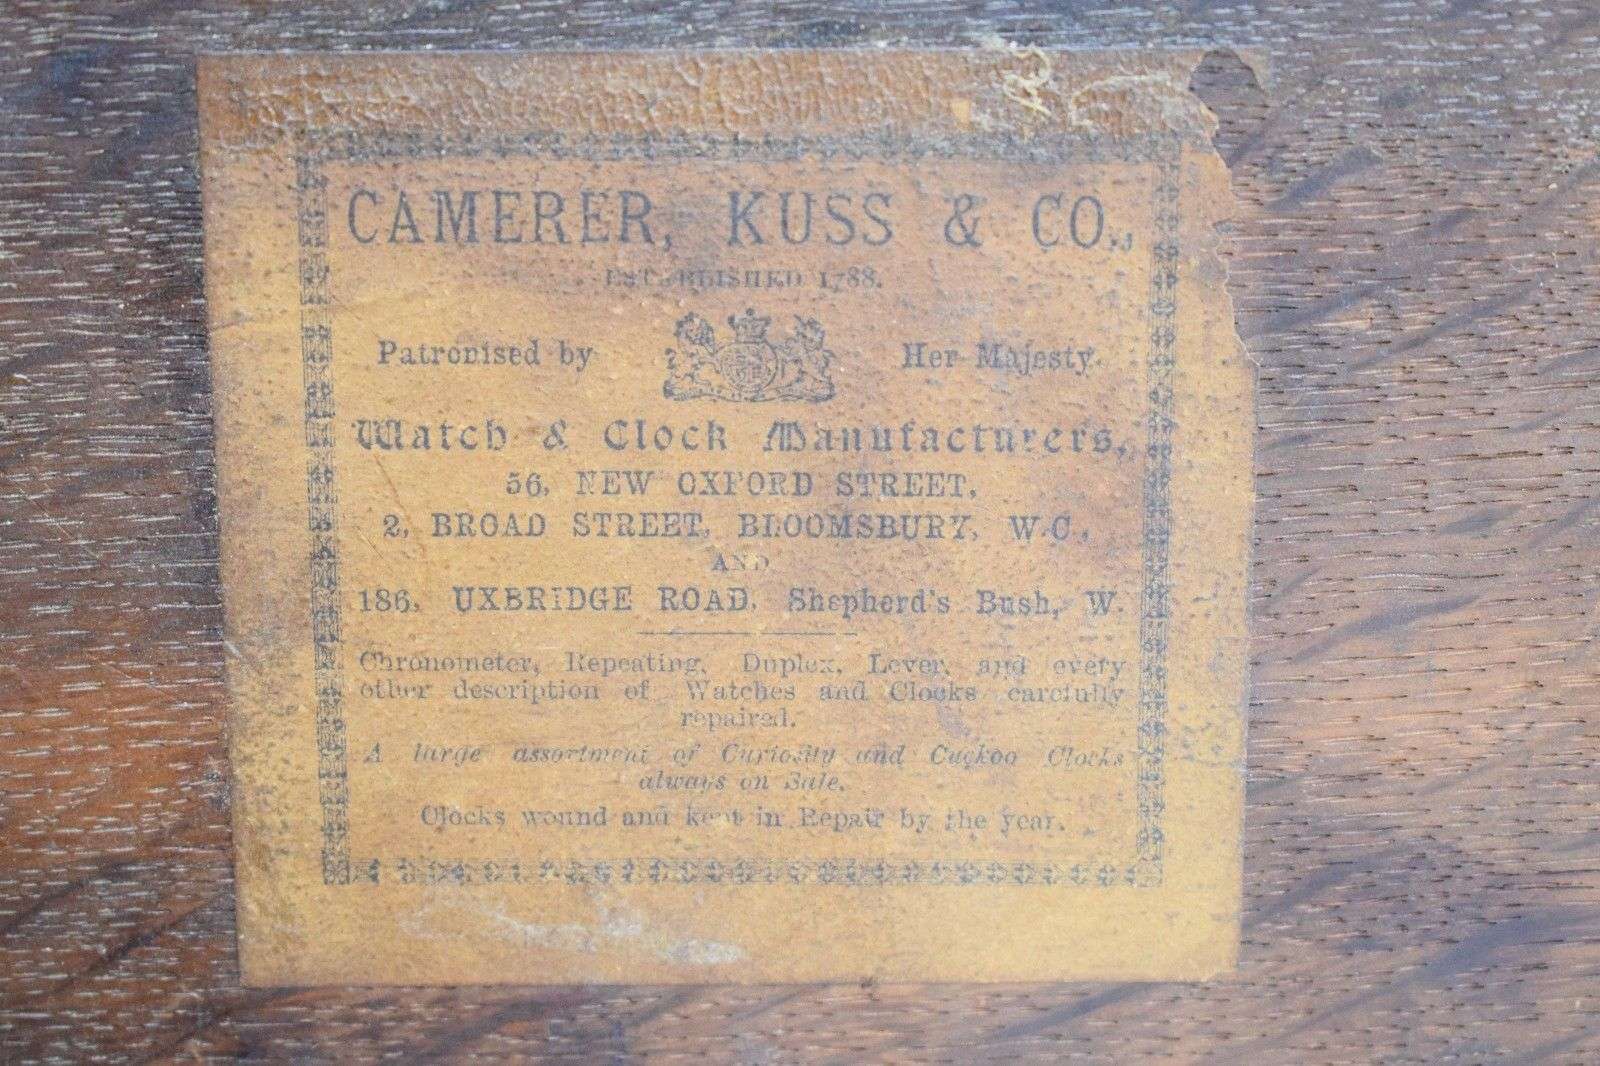 CAMERER, KUSS & CO.,
ESTABLISHED 1788.
Patronised by Her Majesty.
Watch & Clock Manufacturers,
56, NEW OXFORD STREET,
2, BROAD STREET, BLOOMSBURY, W.C,
AND
186, UXBRIDGE ROAD, Shepherd's Bush, W.
Chronometer, Repeating, Duplex, Lever, and every
other description of Watches and Clocks carefully
repaired.
A large assortment of Curiosity and Cuckoo Clocks
always on Sale.
Clocks wound and kept in Repair by the year.